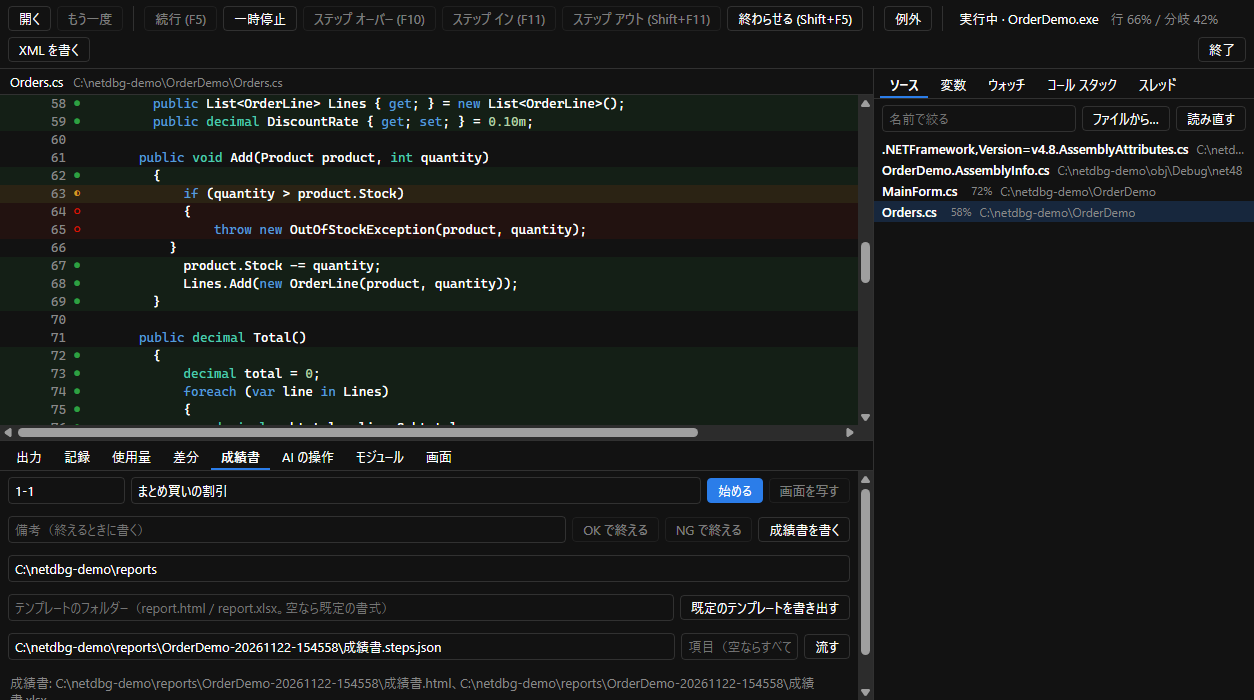 開く もう一度 続行 (F5) 一時停止 ステップ オーバー (F10) ステップ イン (F11) ステップ アウト (Shift+F11) 終わらせる (Shift+F5) 例外 実行中 · OrderDemo.exe 行 66% / 分岐 42%
XML を書く 終了
Orders.cs C:\netdbg-demo\OrderDemo\Orders.cs
58 public List<OrderLine> Lines { get; } = new List<OrderLine>();
59 public decimal DiscountRate { get; set; } = 0.10m;
60
61 public void Add(Product product, int quantity)
62 {
63 if (quantity > product.Stock)
64 {
65 throw new OutOfStockException(product, quantity);
66 }
67 product.Stock -= quantity;
68 Lines.Add(new OrderLine(product, quantity));
69 }
70
71 public decimal Total()
72 {
73 decimal total = 0;
74 foreach (var line in Lines)
75 {
ソース 変数 ウォッチ コール スタック スレッド
名前で絞る ファイルから... 読み直す
.NETFramework,Version=v4.8.AssemblyAttributes.cs C:\netd...
OrderDemo.AssemblyInfo.cs C:\netdbg-demo\obj\Debug\net48
MainForm.cs 72% C:\netdbg-demo\OrderDemo
Orders.cs 58% C:\netdbg-demo\OrderDemo
出力 記録 使用量 差分 成績書 AI の操作 モジュール 画面
1-1 まとめ買いの割引 始める 画面を写す
備考（終えるときに書く） OK で終える NG で終える 成績書を書く
C:\netdbg-demo\reports
テンプレートのフォルダー（report.html / report.xlsx。空なら既定の書式） 既定のテンプレートを書き出す
C:\netdbg-demo\reports\OrderDemo-20261122-154558\成績書.steps.json 項目（空ならすべて 流す
成績書: C:\netdbg-demo\reports\OrderDemo-20261122-154558\成績書.html、C:\netdbg-demo\reports\OrderDemo-20261122-154558\成績
書.xlsx